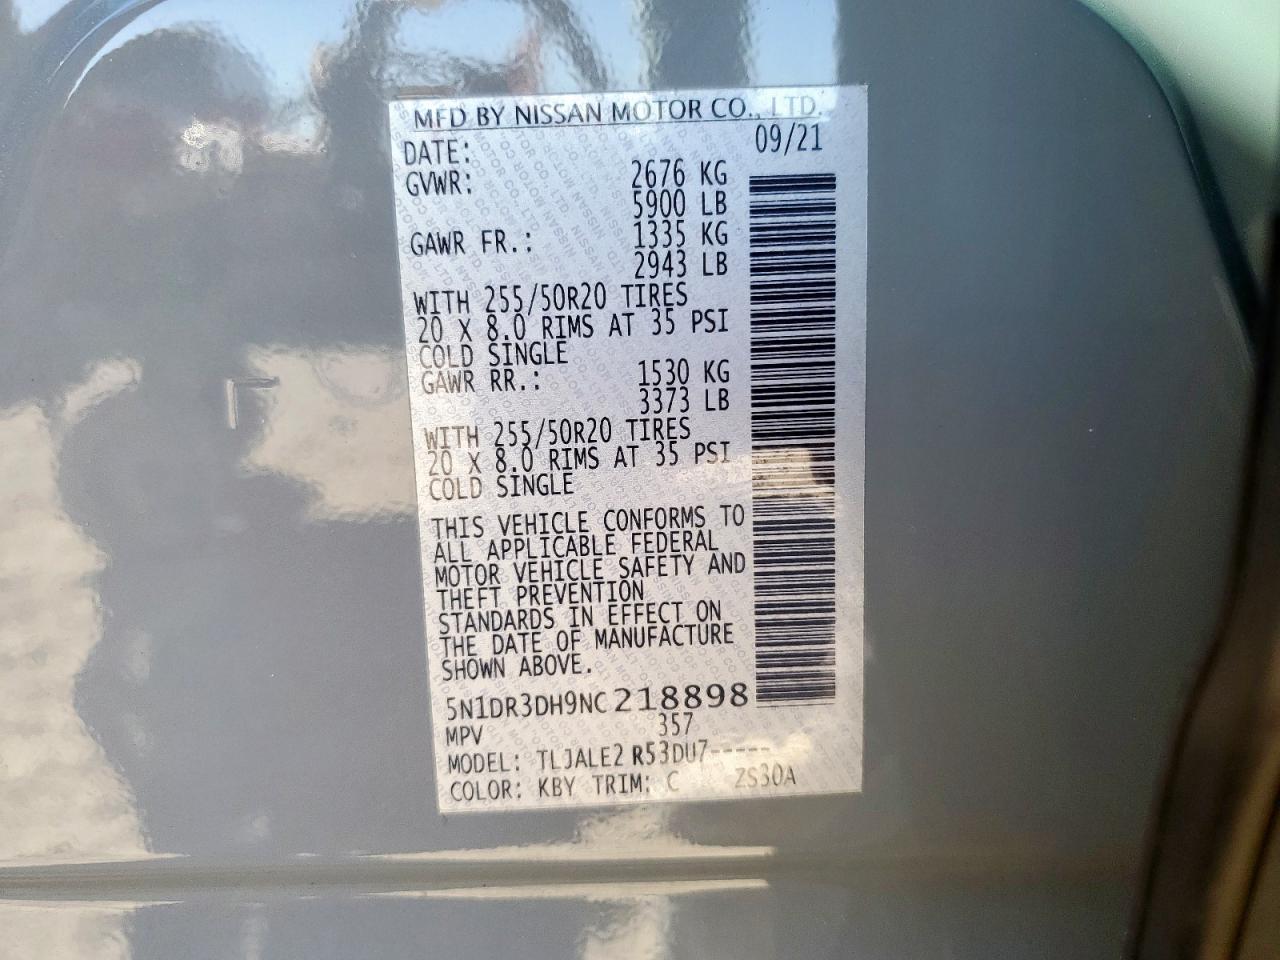 MFD BY NISSAN MOTOR CO., LTD.
DATE: 09/21
GVWR: 2676 KG
5900 LB
GAWR FR.: 1335 KG
2943 LB
WITH 255/50R20 TIRES
20 X 8.0 RIMS AT 35 PSI
COLD SINGLE
GAWR RR.: 1530 KG
3373 LB
WITH 255/50R20 TIRES
20 X 8.0 RIMS AT 35 PSI
COLD SINGLE
THIS VEHICLE CONFORMS TO
ALL APPLICABLE FEDERAL
MOTOR VEHICLE SAFETY AND
THEFT PREVENTION
STANDARDS IN EFFECT ON
THE DATE OF MANUFACTURE
SHOWN ABOVE.
5N1DR3DH9NC218898
MPV 357
MODEL: TLJALE2 R53DU7-----
COLOR: KBY TRIM: C ZS30A